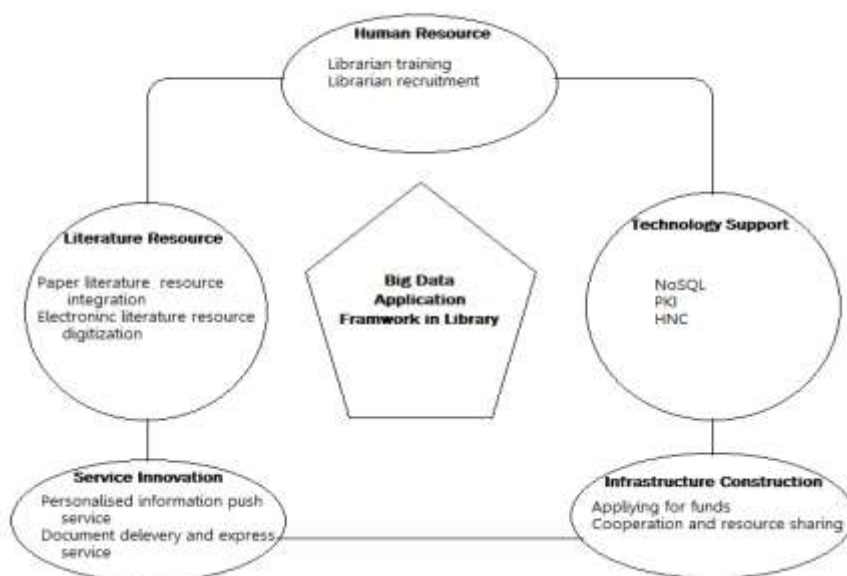 Human Resource
Librarian training
Librarian recruitment
Literature Resource
Paper literature resource
integration
Electroninc literature resource
digitization
Big Data
Application
Framwork in Library
Technology Support
NoSQL
PKI
HNC
Service Innovation
Personalised information push
service
Document delevery and express
service
Infrastructure Construction
Applying for funds
Cooperation and resource sharing